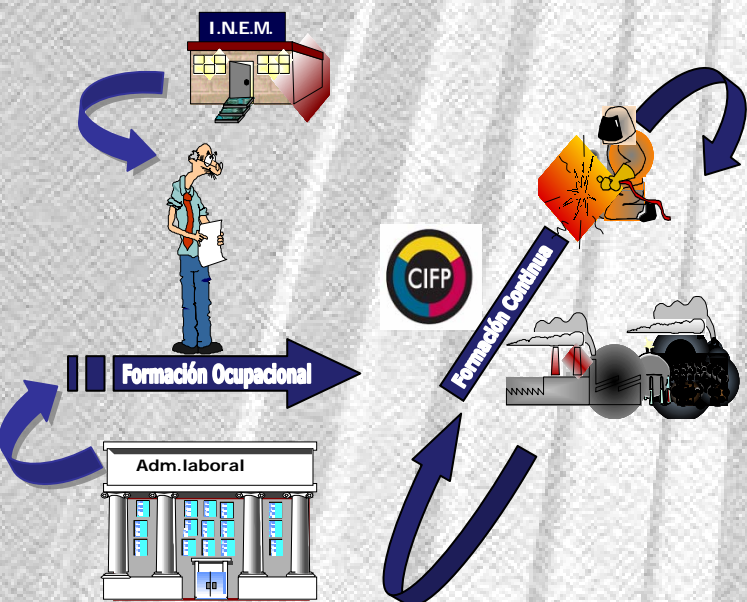 I.N.E.M.
CIFP
Formación Continua
Formación Ocupacional
Adm.laboral